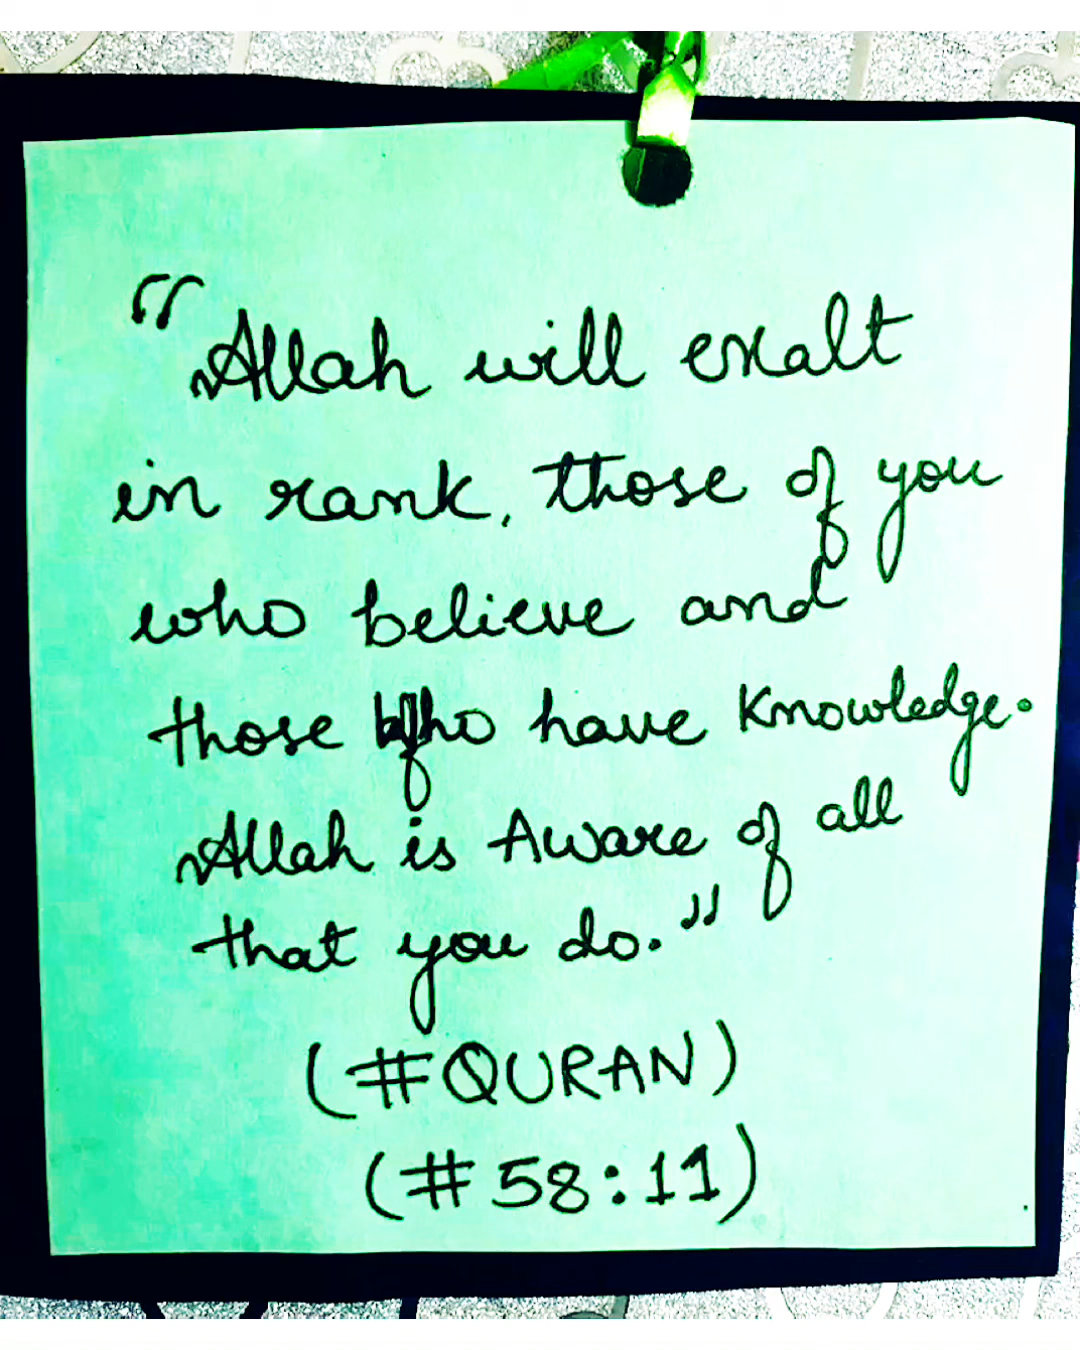 “Allah will exalt
in rank, those of you
who believe and
those who have Knowledge.
Allah is Aware of all
that you do.”
(#QURAN)
(#58:11)